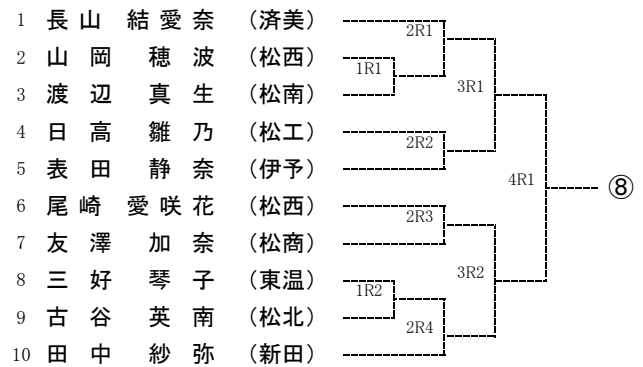 1 長山 結愛奈 （済美）
2R1
2 山岡 穂波 （松西）
1R1
3 渡辺 真生 （松南）
3R1
4 日高 雛乃 （松工）
2R2
5 表田 静奈 （伊予）
4R1
⑧
6 尾崎 愛咲花 （松西）
2R3
7 友澤 加奈 （松商）
3R2
8 三好 琴子 （東温）
1R2
9 古谷 英南 （松北）
2R4
10 田中 紗弥 （新田）